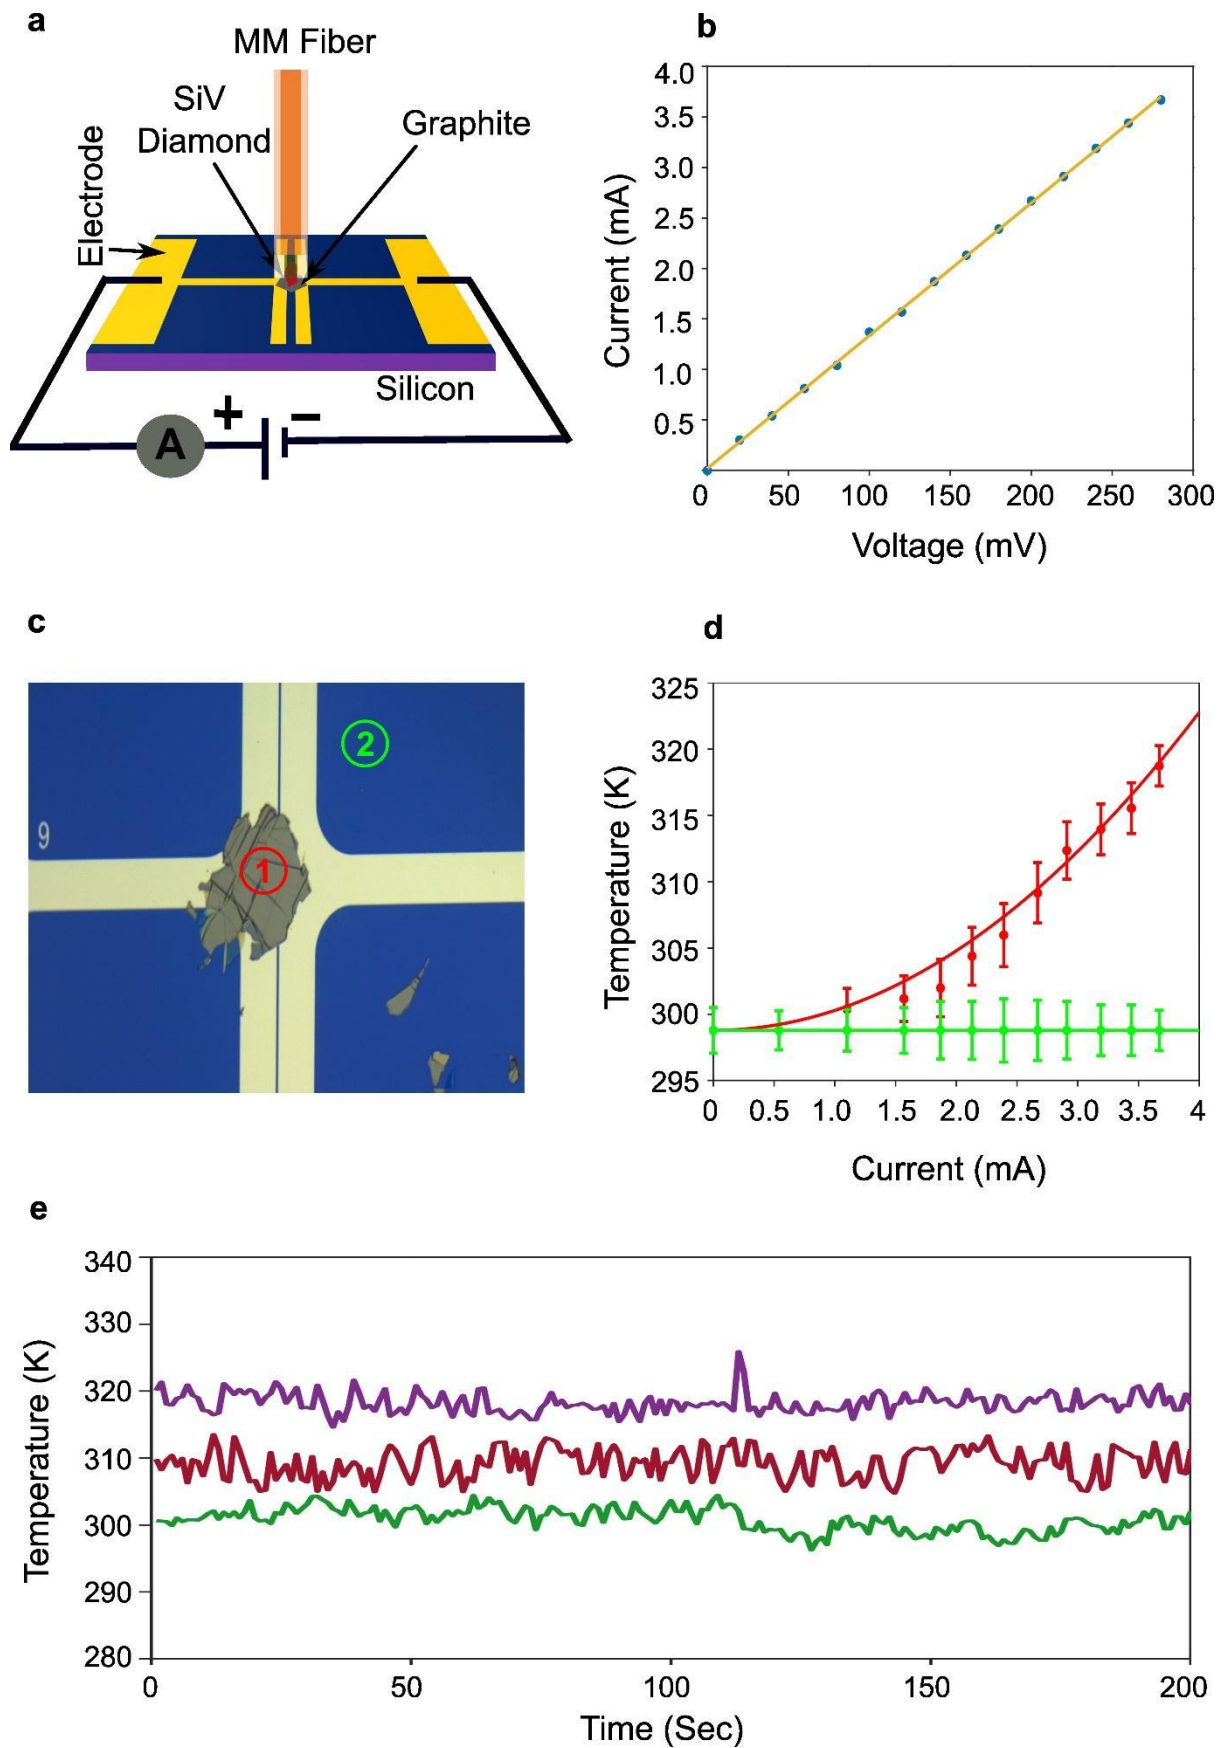 a
MM Fiber
SiV
Diamond
Graphite
Electrode
Silicon
+
−
A
b
4.0
3.5
3.0
2.5
2.0
1.5
1.0
0.5
0 50 100 150 200 250 300
Current (mA)
Voltage (mV)
c
9
1
2
d
325
320
315
310
305
300
295
0 0.5 1.0 1.5 2.0 2.5 3.0 3.5 4
Temperature (K)
Current (mA)
e
340
330
320
310
300
290
280
0 50 100 150 200
Temperature (K)
Time (Sec)